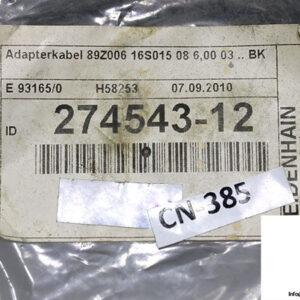 Adapterkabel 89Z006 16S015 08 6,00 03 .. BK
E 93165/0 H58253 07.09.2010
ID 274543-12
CN-385